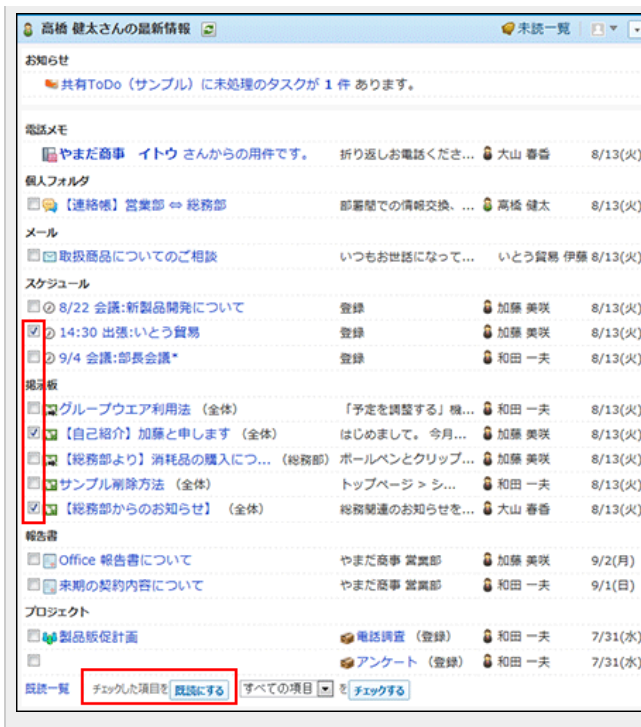 高橋 健太さんの最新情報 未読一覧
お知らせ
共有ToDo（サンプル）に未処理のタスクが 1 件 あります。
電話メモ
やまだ商事　イトウ さんからの用件です。 折り返しお電話くださ... 大山 春香 8/13(火)
個人フォルダ
【連絡帳】営業部 ⇔ 総務部 部署間での情報交換、... 高橋 健太 8/13(火)
メール
取扱商品についてのご相談 いつもお世話になって... いとう貿易 伊藤 8/13(火)
スケジュール
8/22 会議:新製品開発について 登録 加藤 美咲 8/13(火)
14:30 出張:いとう貿易 登録 加藤 美咲 8/13(火)
9/4 会議:部長会議* 登録 和田 一夫 8/13(火)
掲示板
グループウエア利用法 （全体） 「予定を調整する」機... 和田 一夫 8/13(火)
【自己紹介】加藤と申します （全体） はじめまして。 今月... 加藤 美咲 8/13(火)
【総務部より】消耗品の購入につ... （総務部） ボールペンとクリップ... 加藤 美咲 8/13(火)
サンプル削除方法 （全体） トップページ > シ... 和田 一夫 8/13(火)
【総務部からのお知らせ】 （全体） 総務関連のお知らせを... 大山 春香 8/13(火)
報告書
Office 報告書について やまだ商事 営業部 加藤 美咲 9/2(月)
来期の契約内容について やまだ商事 営業部 和田 一夫 9/1(日)
プロジェクト
製品販促計画 電話調査 （登録） 和田 一夫 7/31(水)
アンケート （登録） 和田 一夫 7/31(水)
既読一覧 チェックした項目を 既読にする すべての項目 を チェックする